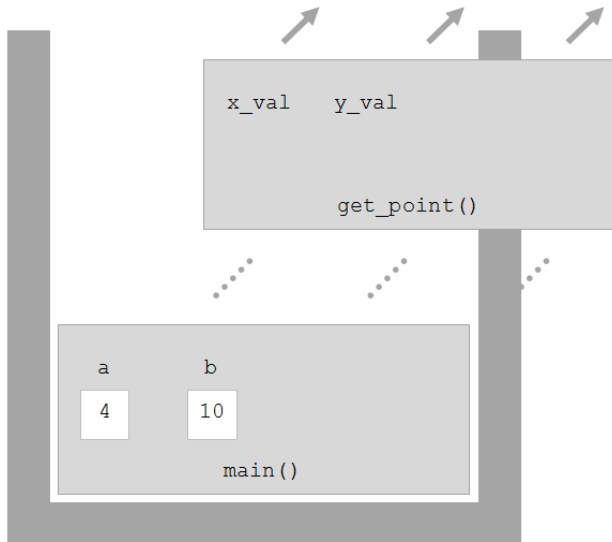 x_val y_val
get_point()
a b
4 10
main()